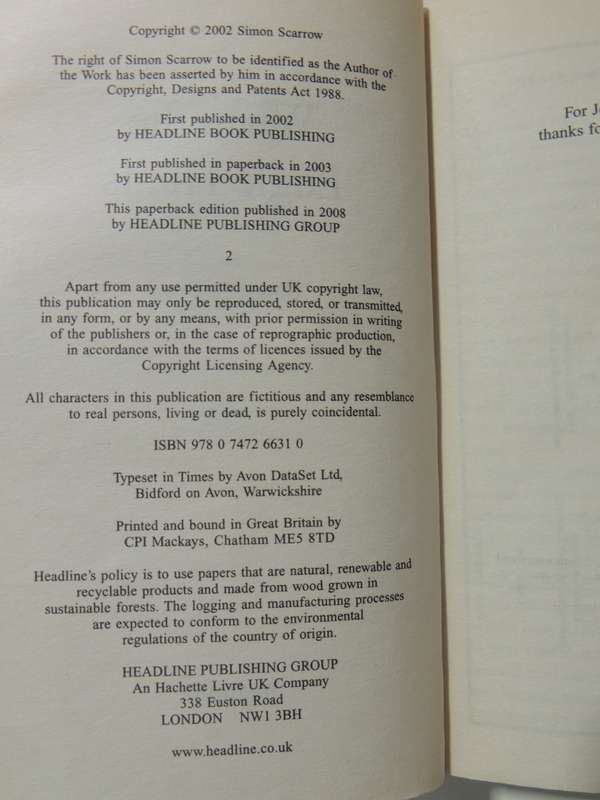 Copyright © 2002 Simon Scarrow
The right of Simon Scarrow to be identified as the Author of
the Work has been asserted by him in accordance with the
Copyright, Designs and Patents Act 1988.
First published in 2002
by HEADLINE BOOK PUBLISHING
First published in paperback in 2003
by HEADLINE BOOK PUBLISHING
This paperback edition published in 2008
by HEADLINE PUBLISHING GROUP
2
Apart from any use permitted under UK copyright law,
this publication may only be reproduced, stored, or transmitted,
in any form, or by any means, with prior permission in writing
of the publishers or, in the case of reprographic production,
in accordance with the terms of licences issued by the
Copyright Licensing Agency.
All characters in this publication are fictitious and any resemblance
to real persons, living or dead, is purely coincidental.
ISBN 978 0 7472 6631 0
Typeset in Times by Avon DataSet Ltd,
Bidford on Avon, Warwickshire
Printed and bound in Great Britain by
CPI Mackays, Chatham ME5 8TD
Headline's policy is to use papers that are natural, renewable and
recyclable products and made from wood grown in
sustainable forests. The logging and manufacturing processes
are expected to conform to the environmental
regulations of the country of origin.
HEADLINE PUBLISHING GROUP
An Hachette Livre UK Company
338 Euston Road
LONDON NW1 3BH
www.headline.co.uk
For
thanks